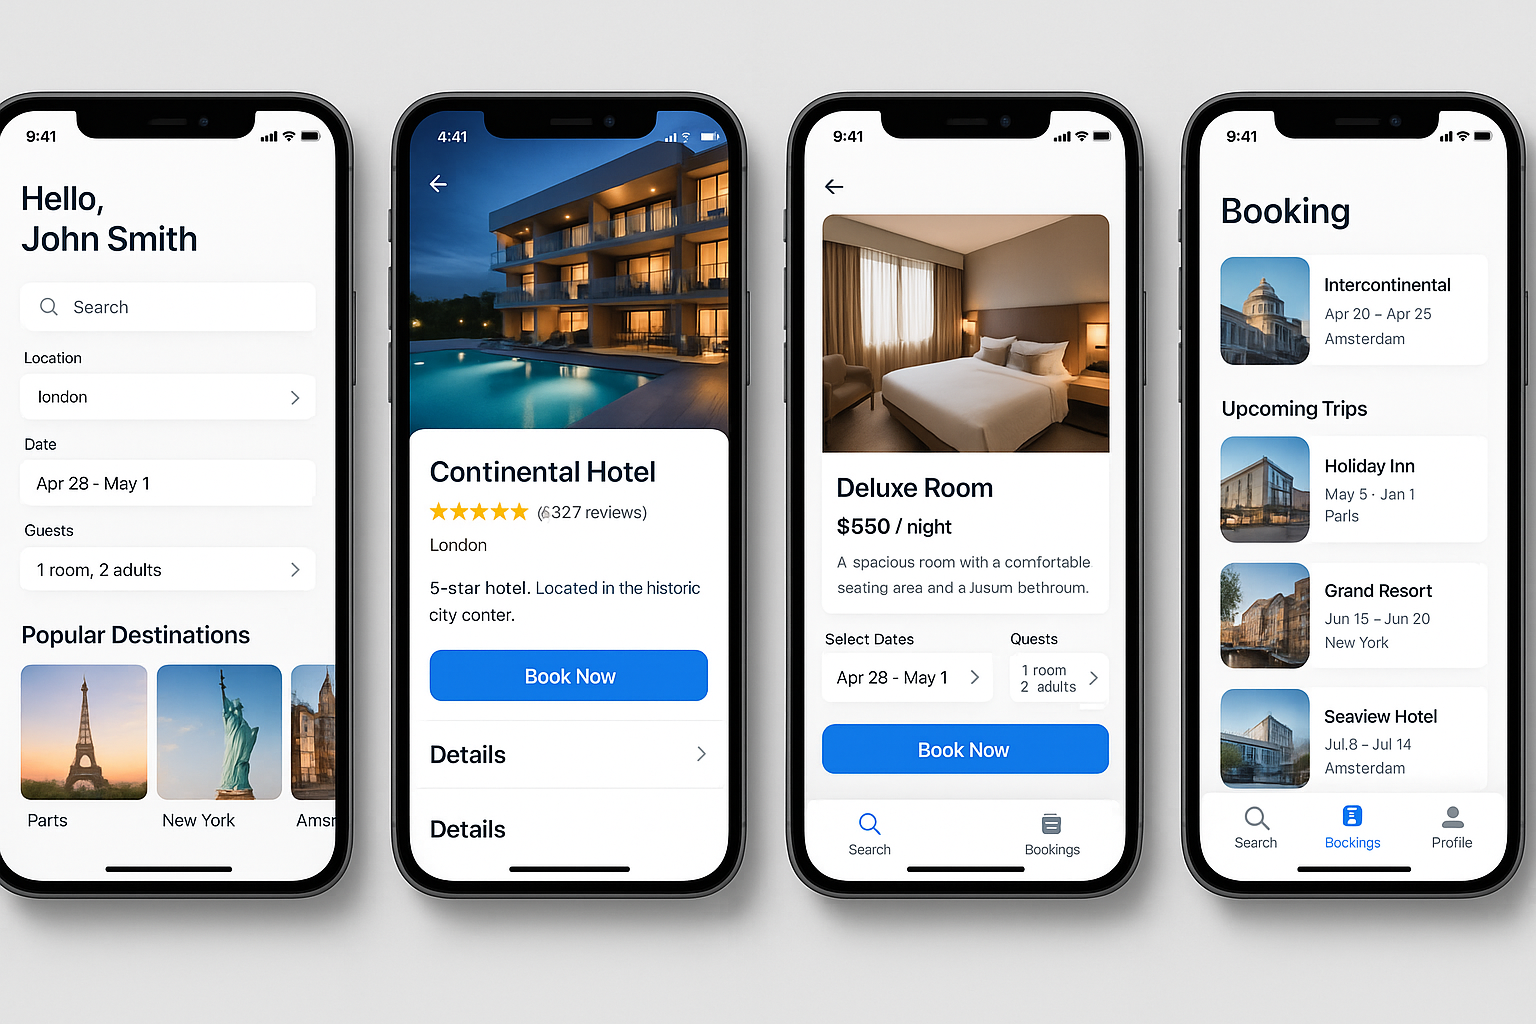 9:41
Hello,
John Smith
Search
Location
london
Date
Apr 28 - May 1
Guests
1 room, 2 adults
Popular Destinations
Parts
New York
Amsr
4:41
Continental Hotel
327 reviews)
London
5-star hotel. Located in the historic
city conter.
Book Now
Details
Details
9:41
Deluxe Room
$550 / night
A spacious room with a comfortable
seating area and a Jusum bethroum.
Select Dates
Quests
Apr 28 - May 1
1 room
2 adults
Book Now
Search
Bookings
9:41
Booking
Intercontinental
Apr 20 – Apr 25
Amsterdam
Upcoming Trips
Holiday Inn
May 5 · Jan 1
Parls
Grand Resort
Jun 15 – Jun 20
New York
Seaview Hotel
Jul.8 – Jul 14
Amsterdam
Search
Bockings
Profile